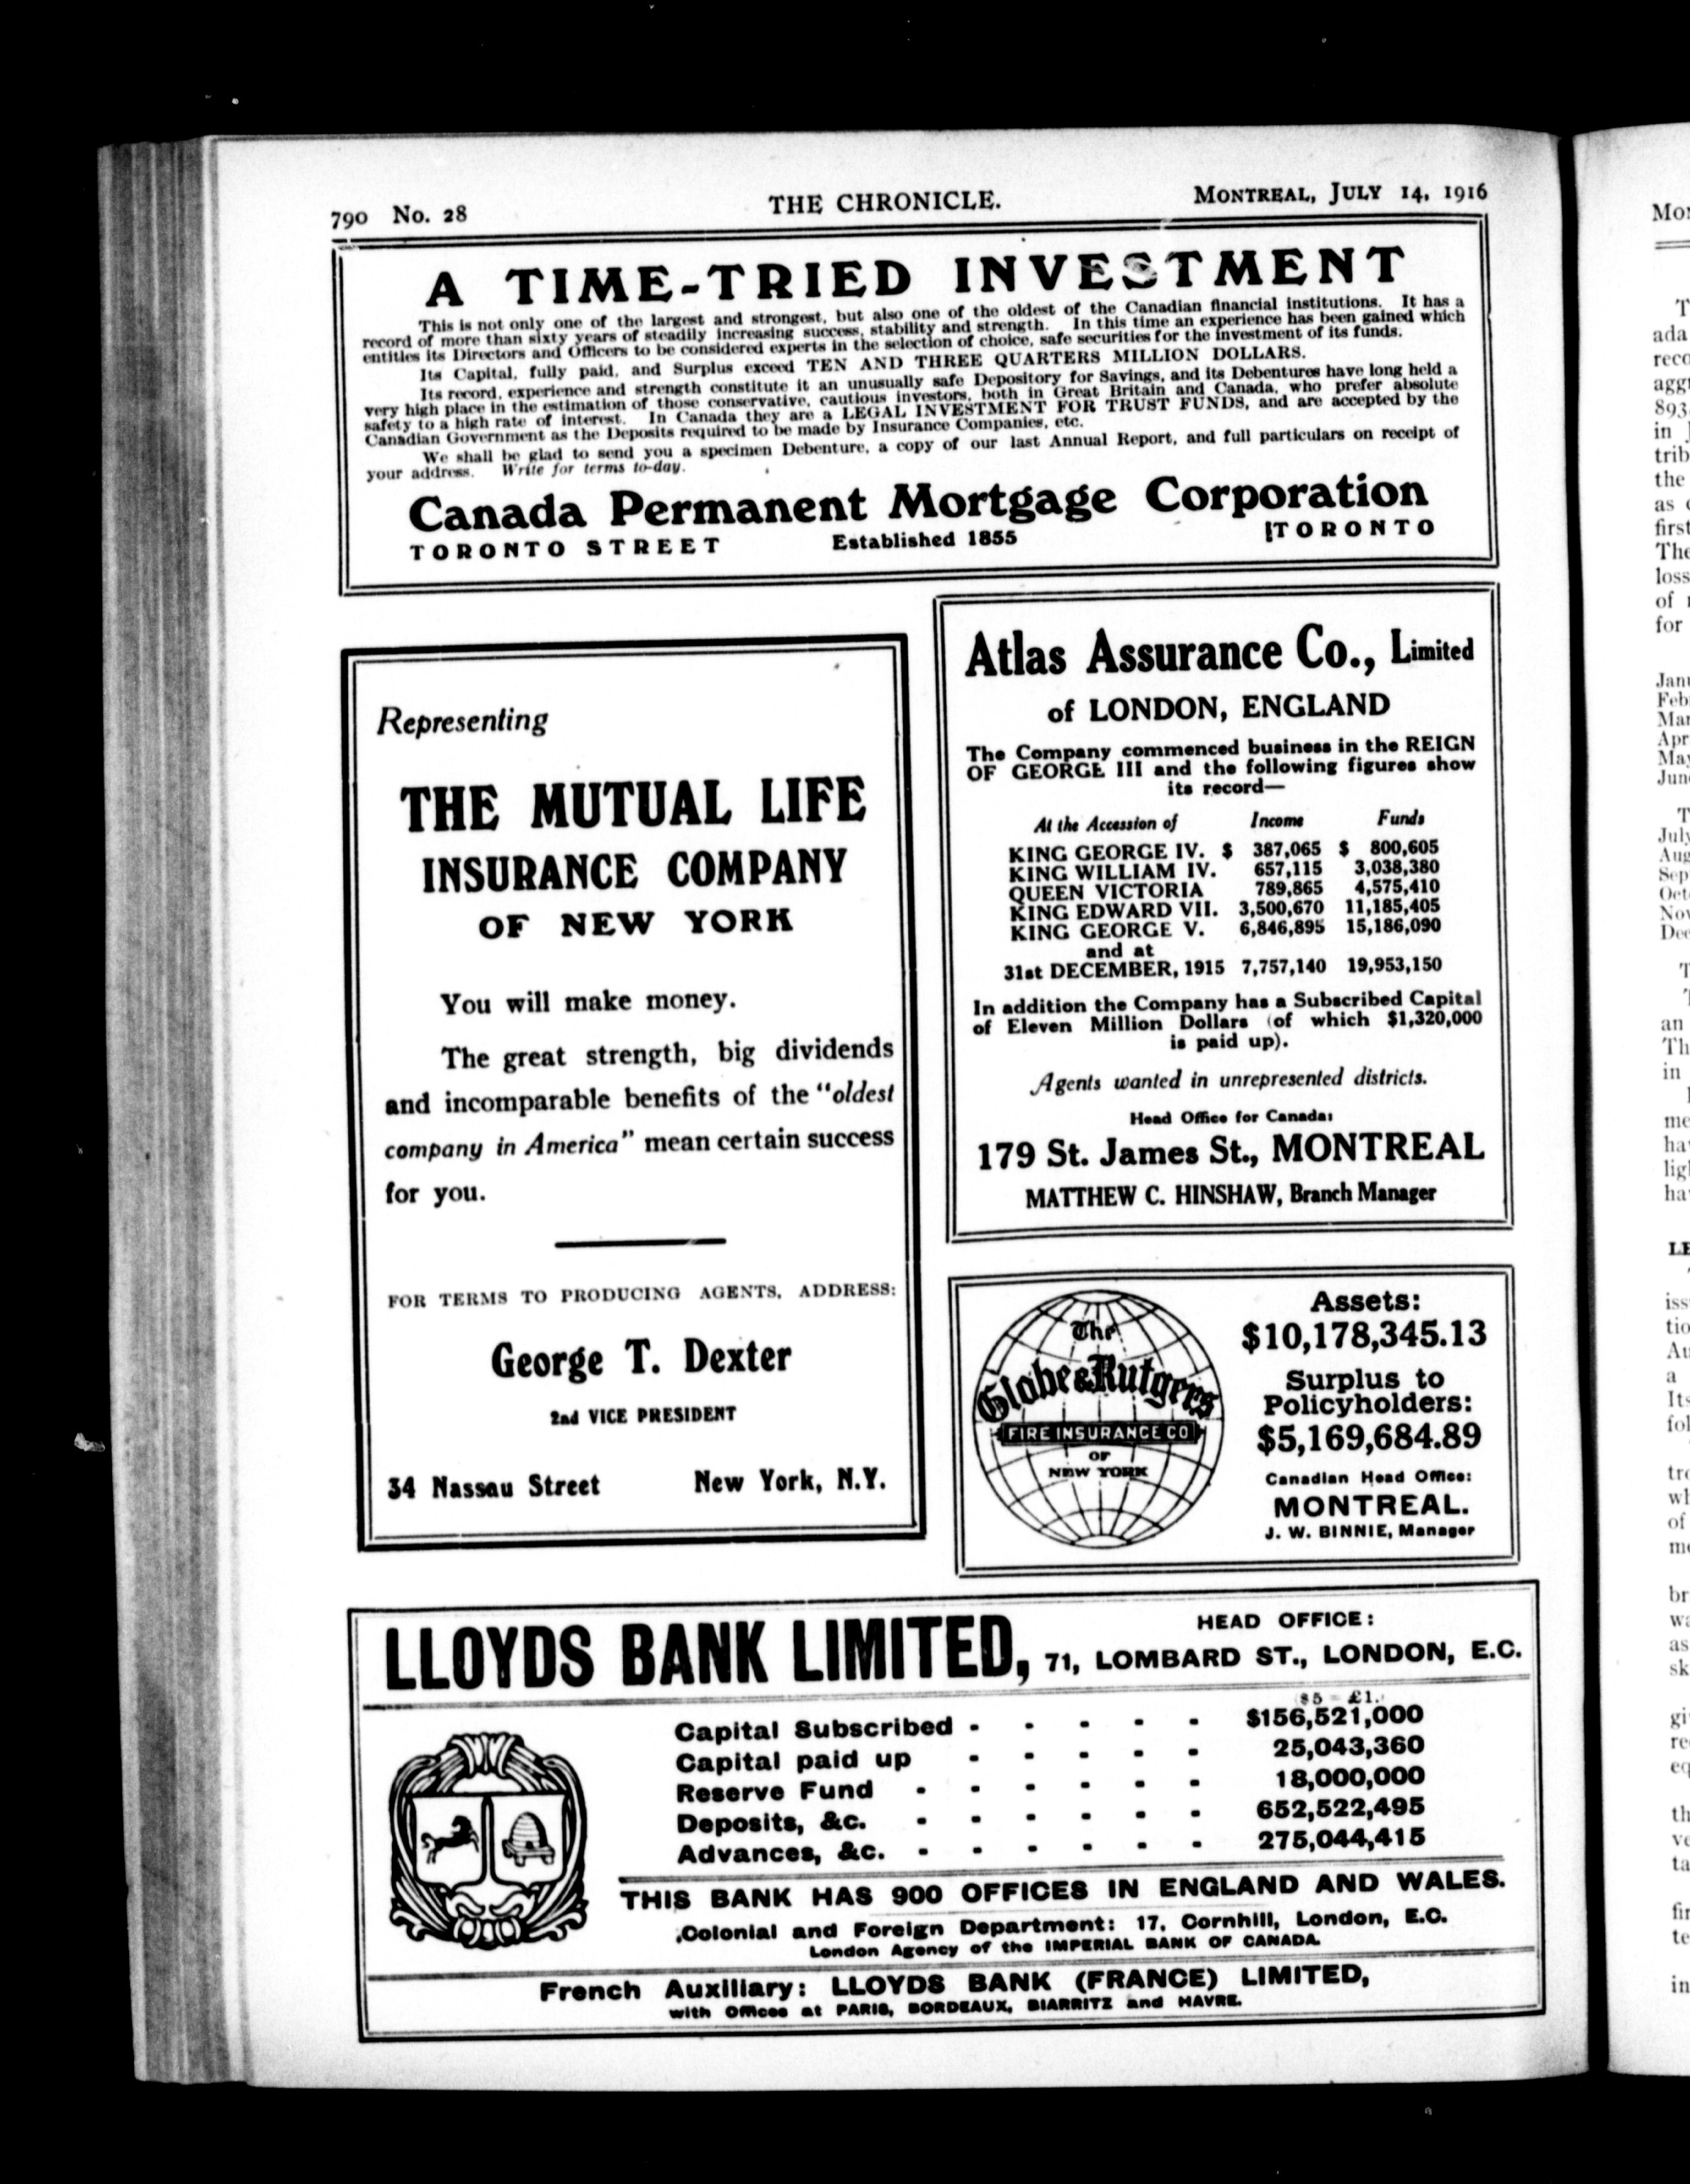 790 No. 28
THE CHRONICLE.
MONTREAL, JULY 14, 1916
A TIME-TRIED INVESTMENT
This is not only one of the largest and strongest, but also one of the oldest of the Canadian financial institutions. It has a
record of more than sixty years of steadily increasing success, stability and strength. In this time an experience has been gained which
entitles its Directors and Officers to be considered experts in the selection of choice, safe securities for the investment of its funds.
Its Capital, fully paid, and Surplus exceed TEN AND THREE QUARTERS MILLION DOLLARS.
Its record, experience and strength constitute it an unusually safe Depository for Savings, and its Debentures have long held a
very high place in the estimation of those conservative, cautious investors, both in Great Britain and Canada, who prefer absolute
safety to a high rate of interest. In Canada they are a LEGAL INVESTMENT FOR TRUST FUNDS, and are accepted by the
Canadian Government as the Deposits required to be made by Insurance Companies, etc.
We shall be glad to send you a specimen Debenture, a copy of our last Annual Report, and full particulars on receipt of
your address. Write for terms to-day.
Canada Permanent Mortgage Corporation
TORONTO STREET Established 1855 TORONTO
Representing
THE MUTUAL LIFE
INSURANCE COMPANY
OF NEW YORK
You will make money.
The great strength, big dividends
and incomparable benefits of the "oldest
company in America" mean certain success
for you.
FOR TERMS TO PRODUCING AGENTS, ADDRESS:
George T. Dexter
2nd VICE PRESIDENT
34 Nassau Street New York, N.Y.
Atlas Assurance Co., Limited
of LONDON, ENGLAND
The Company commenced business in the REIGN
OF GEORGE III and the following figures show
its record—
At the Accession of Income Funds
KING GEORGE IV. $ 387,065 $ 800,605
KING WILLIAM IV. 657,115 3,038,380
QUEEN VICTORIA 789,865 4,575,410
KING EDWARD VII. 3,500,670 11,185,405
KING GEORGE V. 6,846,895 15,186,090
and at
31st DECEMBER, 1915 7,757,140 19,953,150
In addition the Company has a Subscribed Capital
of Eleven Million Dollars (of which $1,320,000
is paid up).
Agents wanted in unrepresented districts.
Head Office for Canada:
179 St. James St., MONTREAL
MATTHEW C. HINSHAW, Branch Manager
The
Globe & Rutgers
FIRE INSURANCE CO
OF
NEW YORK
Assets:
$10,178,345.13
Surplus to
Policyholders:
$5,169,684.89
Canadian Head Office:
MONTREAL.
J. W. BINNIE, Manager
LLOYDS BANK LIMITED,
HEAD OFFICE:
71, LOMBARD ST., LONDON, E.C.
$5 = £1.
Capital Subscribed - - - - - $156,521,000
Capital paid up - - - - - 25,043,360
Reserve Fund - - - - - - 18,000,000
Deposits, &c. - - - - - - 652,522,495
Advances, &c. - - - - - - 275,044,415
THIS BANK HAS 900 OFFICES IN ENGLAND AND WALES.
Colonial and Foreign Department: 17, Cornhill, London, E.C.
London Agency of the IMPERIAL BANK OF CANADA.
French Auxiliary: LLOYDS BANK (FRANCE) LIMITED,
with Offices at PARIS, BORDEAUX, BIARRITZ and HAVRE.